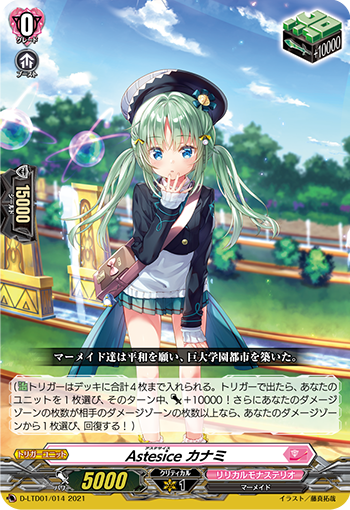 0
グレード
ブースト
治
+10000
15000
シールド
マーメイド達は平和を願い、巨大学園都市を築いた。
(治トリガーはデッキに合計4枚まで入れられる。トリガーで出たら、あなたの
ユニットを1枚選び、そのターン中、+10000!さらにあなたのダメージ
ゾーンの枚数が相手のダメージゾーンの枚数以上なら、あなたのダメージゾ
ーンから1枚選び、回復する!)
トリガーユニット
アステサイス
Astesice カナミ
パワー
5000
クリティカル
1
リリカルモナステリオ
マーメイド
D-LTD01/014 2021
イラスト/藤真拓哉